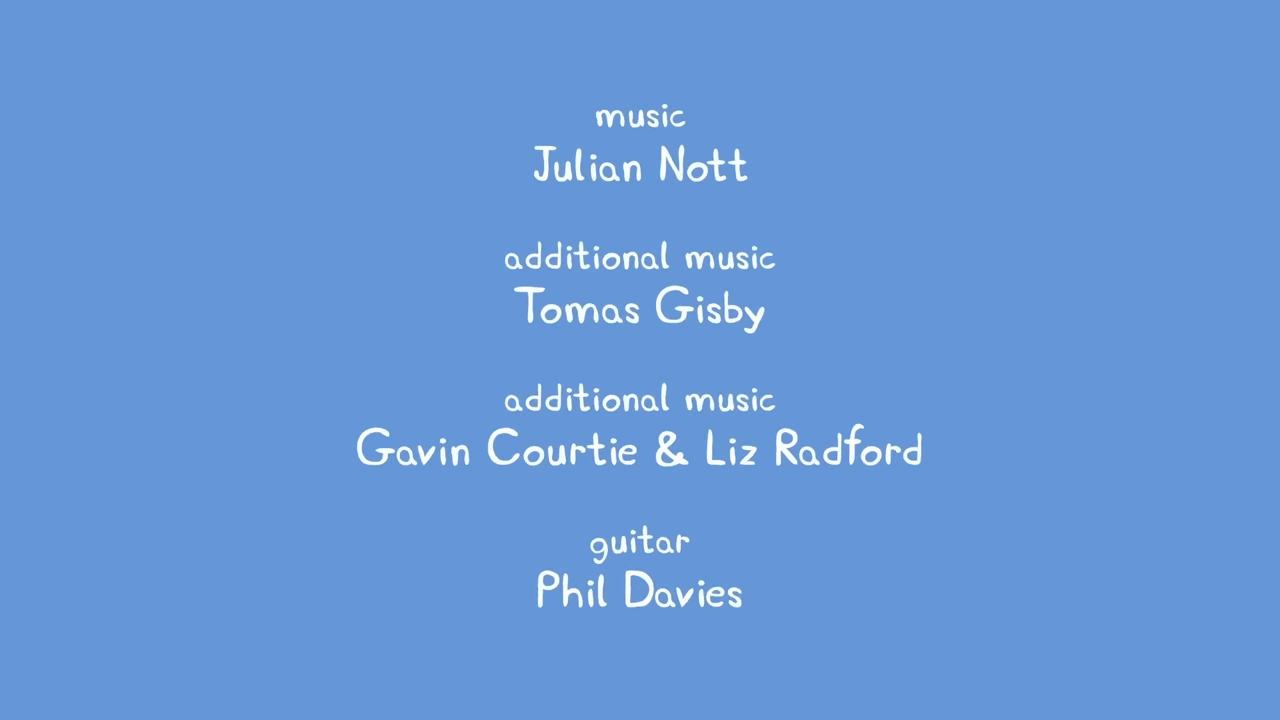 music
Julian Nott
additional music
Tomas Gisby
additional music
Gavin Courtie & Liz Radford
guitar
Phil Davies